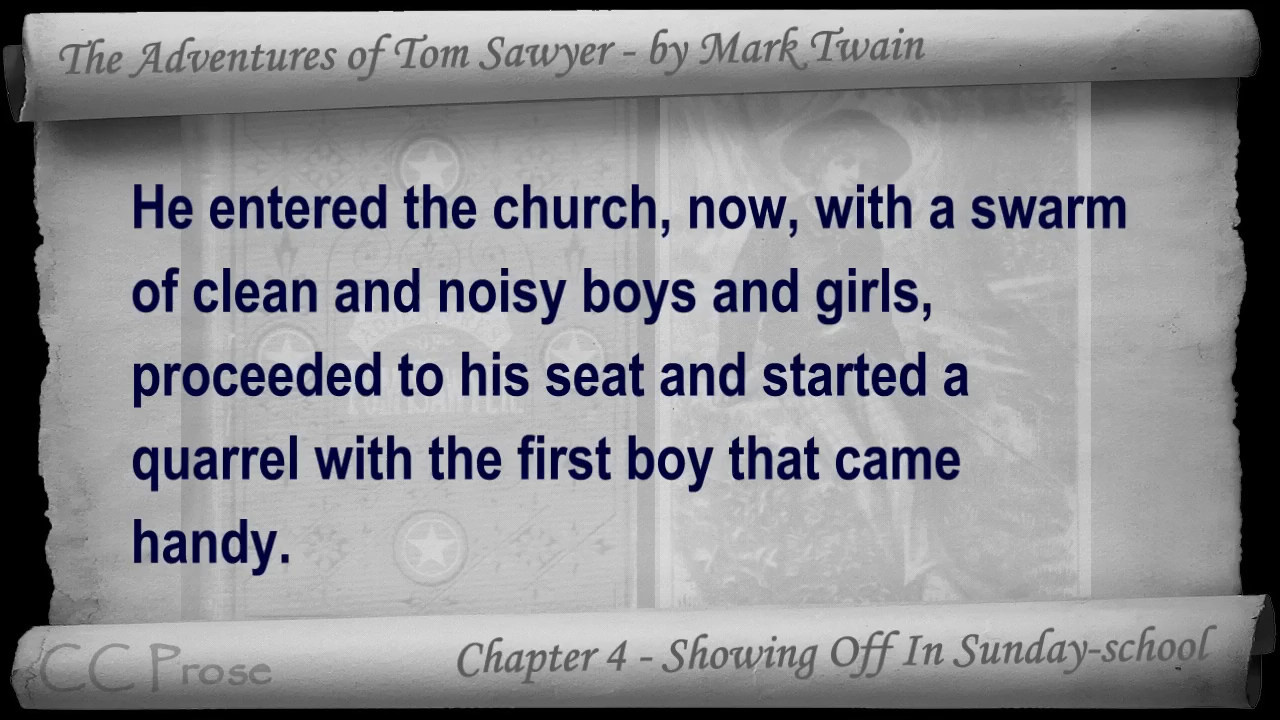 The Adventures of Tom Sawyer - by Mark Twain
He entered the church, now, with a swarm
of clean and noisy boys and girls,
proceeded to his seat and started a
quarrel with the first boy that came
handy.
CC Prose
Chapter 4 - Showing Off In Sunday-school